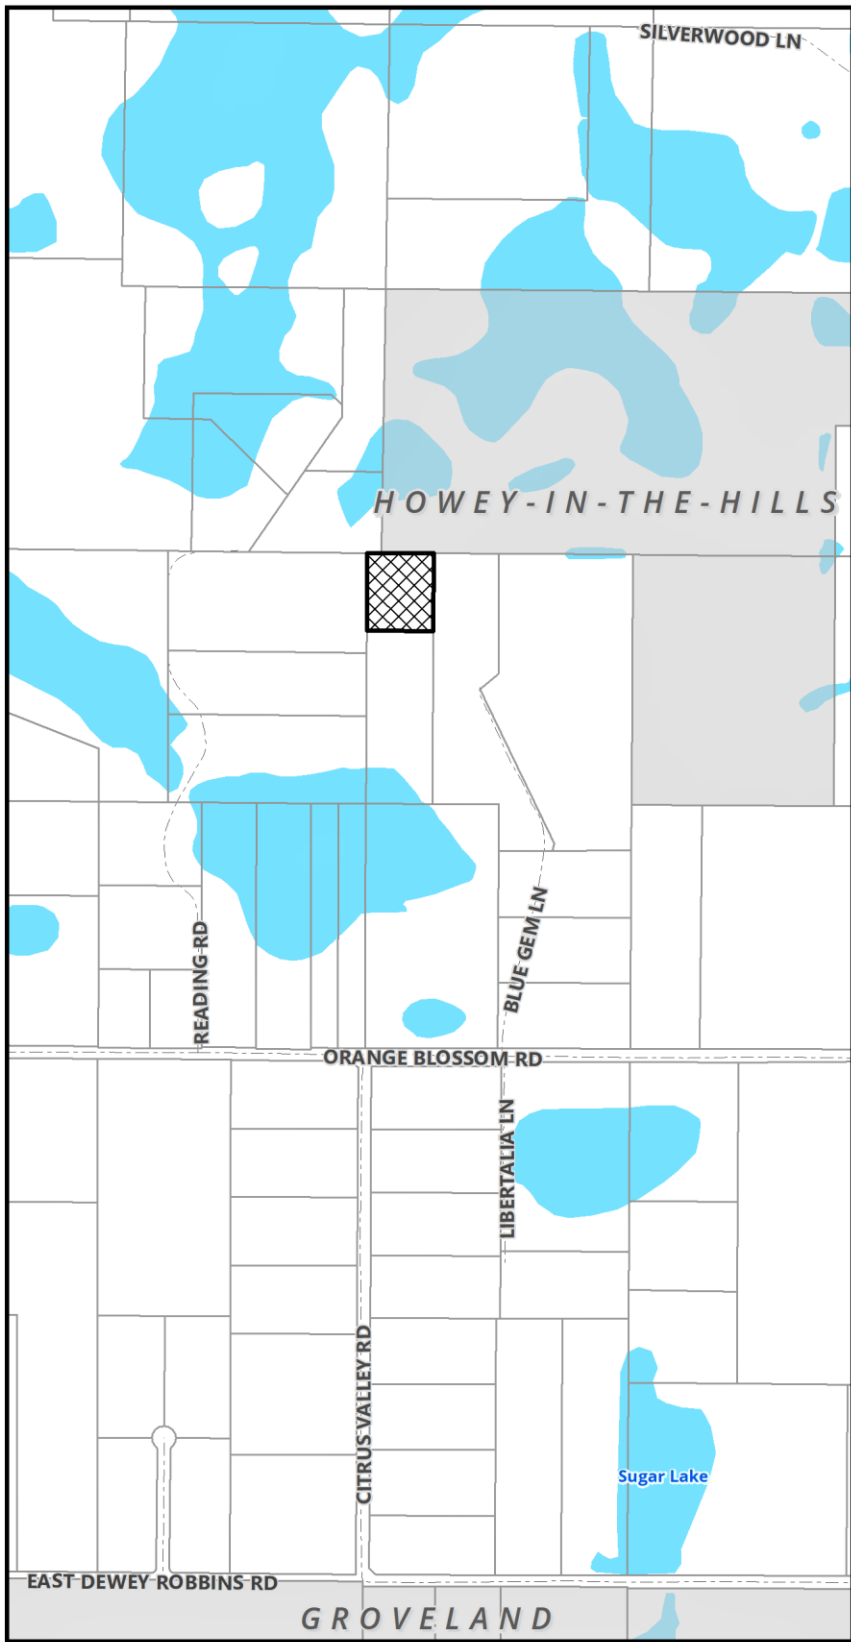 SILVERWOOD LN
HOWEY-IN-THE-HILLS
READING RD
BLUE GEM LN
ORANGE BLOSSOM RD
LIBERTALIA LN
CITRUS VALLEY RD
Sugar Lake
EAST DEWEY ROBBINS RD
GROVELAND